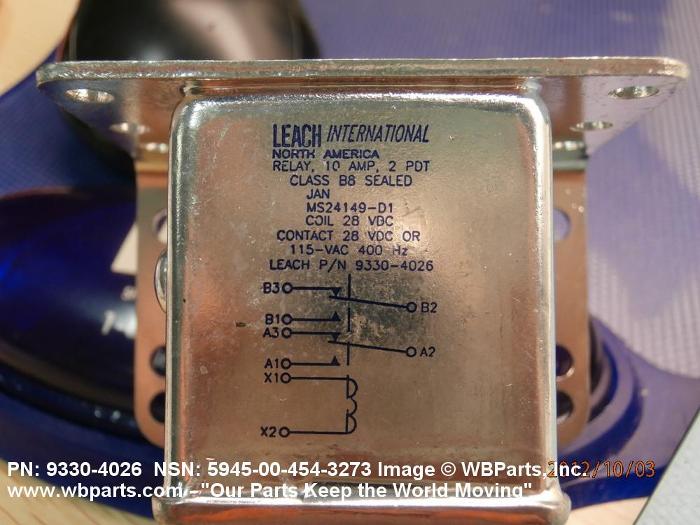 LEACH INTERNATIONAL
NORTH AMERICA
RELAY, 10 AMP, 2 PDT
CLASS B8 SEALED
JAN
MS24149-D1
COIL 28 VDC
CONTACT 28 VDC OR
115-VAC 400 Hz
LEACH P/N 9330-4026
B3
B2
B1
A3
A2
A1
X1
X2
PN: 9330-4026 NSN: 5945-00-454-3273 Image © WBParts, Inc.
2012/10/03
www.wbparts.com - "Our Parts Keep the World Moving"